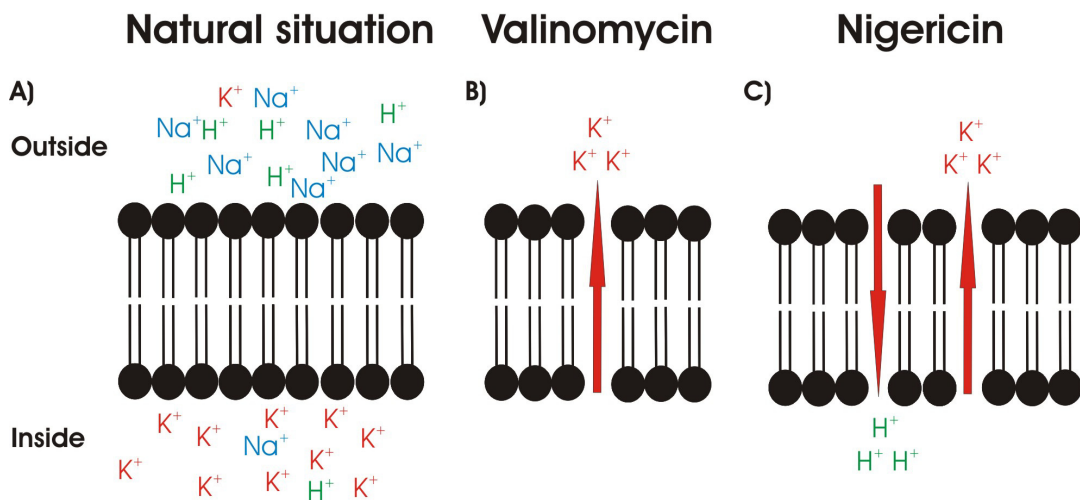 Natural situation
Valinomycin
Nigericin
A)
Outside
K⁺ Na⁺
Na⁺ H⁺ H⁺ Na⁺ H⁺
Na⁺ Na⁺ Na⁺
H⁺ H⁺ Na⁺
Inside
K⁺ K⁺ K⁺
K⁺ Na⁺ K⁺
K⁺ K⁺
K⁺ K⁺ H⁺ K⁺
B)
K⁺
K⁺ K⁺
C)
K⁺
K⁺ K⁺
H⁺
H⁺ H⁺